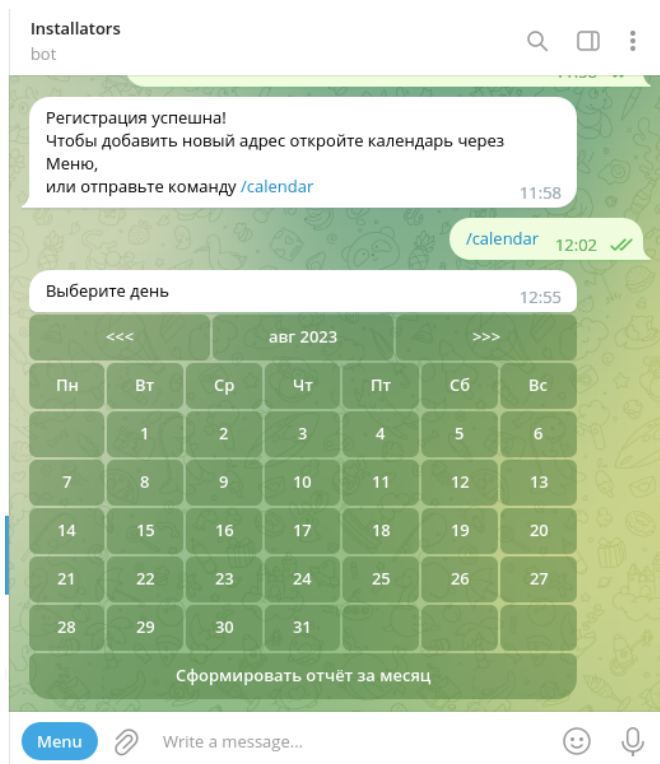 Installators
bot
Регистрация успешна!
Чтобы добавить новый адрес откройте календарь через
Меню,
или отправьте команду /calendar
11:58
/calendar 12:02
Выберите день
12:55
<<< авг 2023 >>>
Пн Вт Ср Чт Пт Сб Вс
1 2 3 4 5 6
7 8 9 10 11 12 13
14 15 16 17 18 19 20
21 22 23 24 25 26 27
28 29 30 31
Сформировать отчёт за месяц
Menu Write a message...